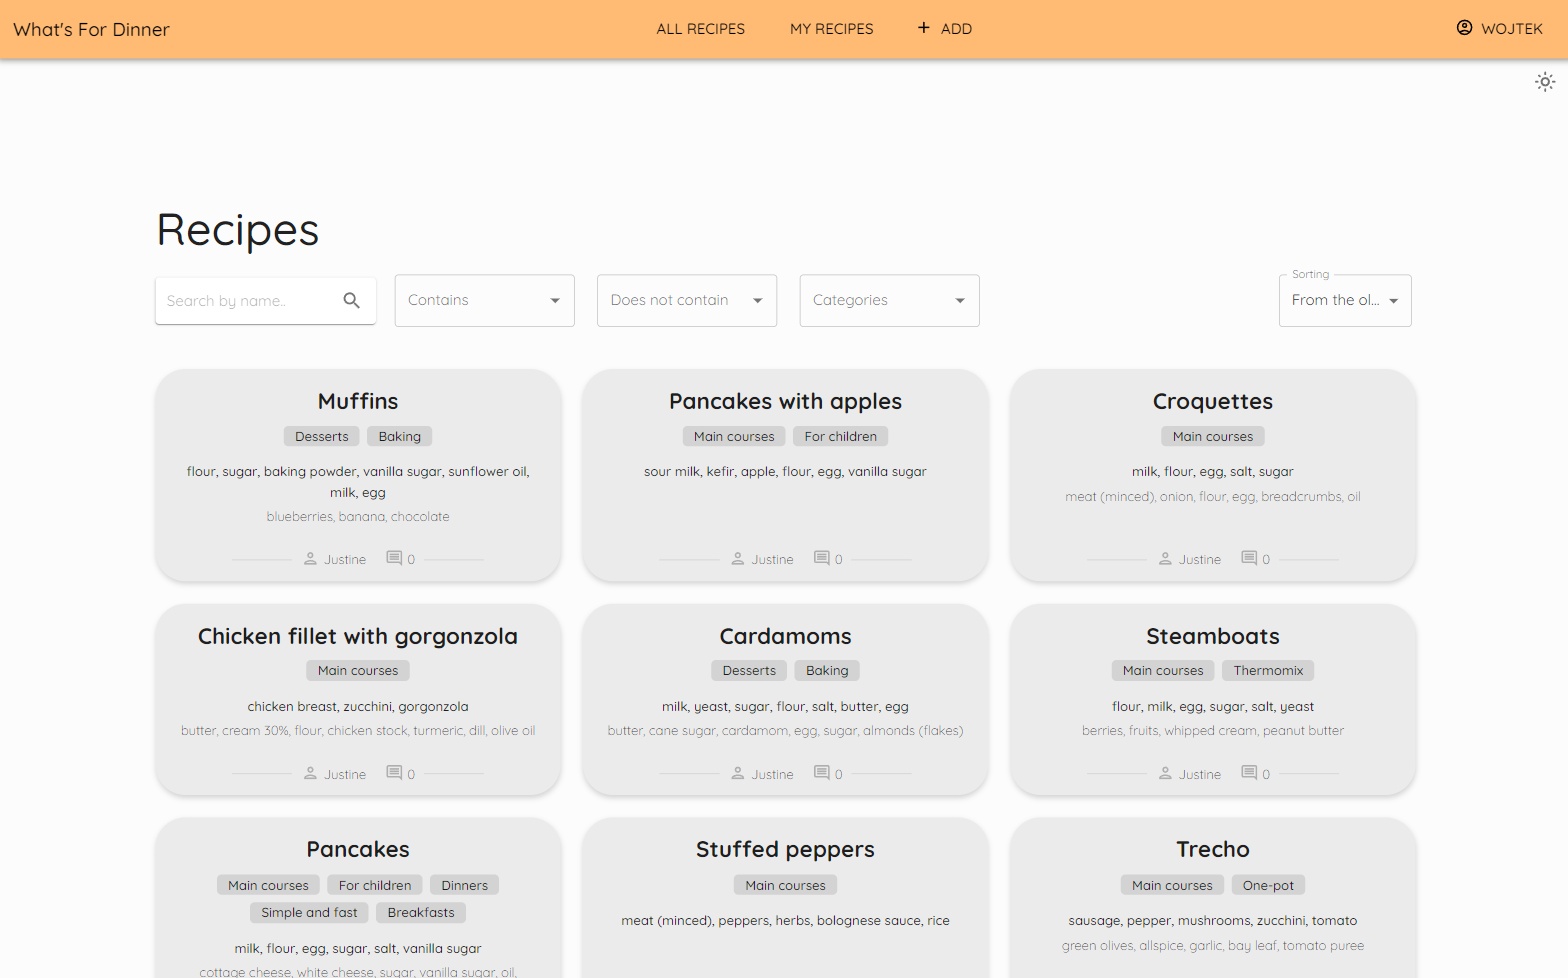 What's For Dinner
ALL RECIPES
MY RECIPES
ADD
WOJTEK
Recipes
Search by name..
Contains
Does not contain
Categories
Sorting
From the ol...
Muffins
Desserts
Baking
flour, sugar, baking powder, vanilla sugar, sunflower oil,
milk, egg
blueberries, banana, chocolate
Justine
0
Pancakes with apples
Main courses
For children
sour milk, kefir, apple, flour, egg, vanilla sugar
Justine
0
Croquettes
Main courses
milk, flour, egg, salt, sugar
meat (minced), onion, flour, egg, breadcrumbs, oil
Justine
0
Chicken fillet with gorgonzola
Main courses
chicken breast, zucchini, gorgonzola
butter, cream 30%, flour, chicken stock, turmeric, dill, olive oil
Justine
0
Cardamoms
Desserts
Baking
milk, yeast, sugar, flour, salt, butter, egg
butter, cane sugar, cardamom, egg, sugar, almonds (flakes)
Justine
0
Steamboats
Main courses
Thermomix
flour, milk, egg, sugar, salt, yeast
berries, fruits, whipped cream, peanut butter
Justine
0
Pancakes
Main courses
For children
Dinners
Simple and fast
Breakfasts
milk, flour, egg, sugar, salt, vanilla sugar
cottage cheese, white cheese, sugar, vanilla sugar, oil,
Stuffed peppers
Main courses
meat (minced), peppers, herbs, bolognese sauce, rice
Trecho
Main courses
One-pot
sausage, pepper, mushrooms, zucchini, tomato
green olives, allspice, garlic, bay leaf, tomato puree